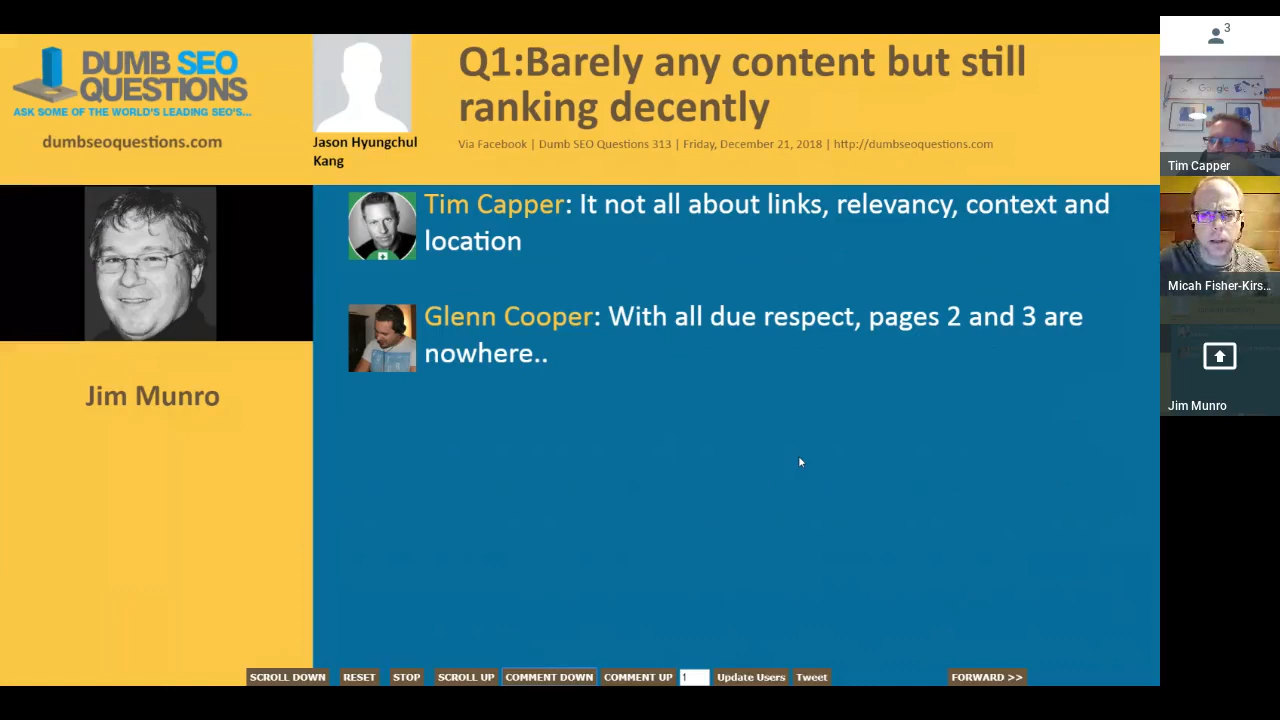 DUMB SEO
QUESTIONS
ASK SOME OF THE WORLD'S LEADING SEO'S...
dumbseoquestions.com
Jason Hyungchul
Kang
Q1:Barely any content but still
ranking decently
Via Facebook | Dumb SEO Questions 313 | Friday, December 21, 2018 | http://dumbseoquestions.com
Jim Munro
Tim Capper: It not all about links, relevancy, context and
location
Glenn Cooper: With all due respect, pages 2 and 3 are
nowhere..
SCROLL DOWN RESET STOP SCROLL UP COMMENT DOWN COMMENT UP 1 Update Users Tweet FORWARD >>
3
Google
Tim Capper
Micah Fisher-Kirs...
Jim Munro